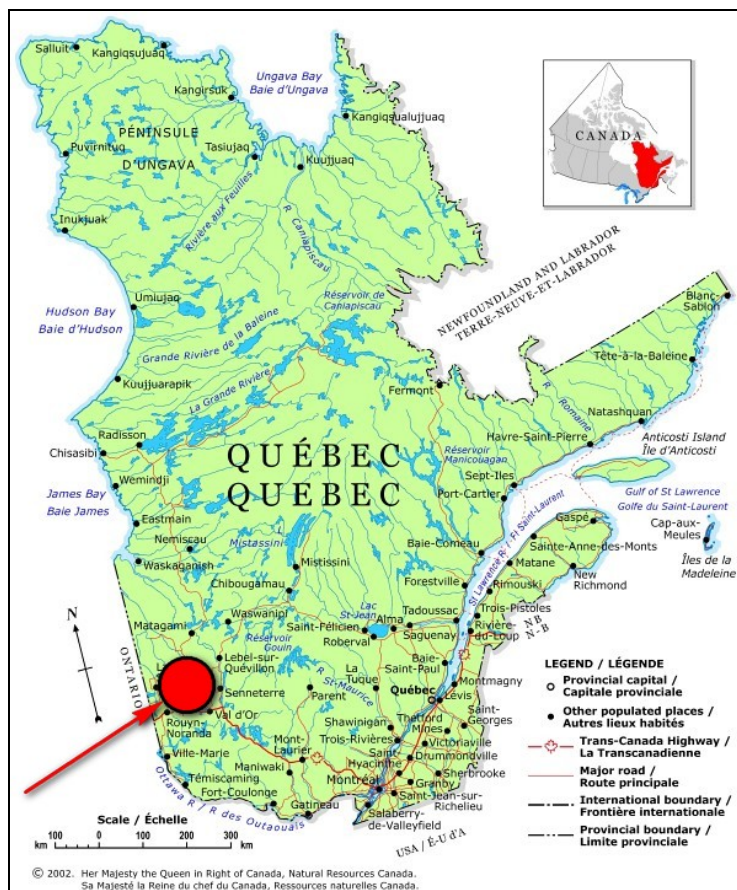 Salluit
Kangiqsujuaq
Ungava Bay
Baie d'Ungava
Kangirsuk
Kangiqsualujjuaq
PÉNINSULE
D'UNGAVA
Puvirnituq
Tasiujaq
Kuujjuaq
Rivière aux Feuilles
R Caniapiscau
Inukjuak
CANADA
NEWFOUNDLAND AND LABRADOR
TERRE-NEUVE-ET-LABRADOR
Hudson Bay
Baie d'Hudson
Umiujaq
Réservoir de
Caniapiscau
Grande Rivière de la Baleine
Blanc-
Sablon
Kuujjuarapik
La Grande Rivière
Fermont
Tête-à-la-Baleine
R Romaine
Natashquan
Radisson
Chisasibi
Havre-Saint-Pierre
Anticosti Island
Île d'Anticosti
QUÉBEC
QUEBEC
Réservoir
Manicouagan
Wemindji
Sept-Iles
Port-Cartier
James Bay
Baie James
Gulf of St Lawrence
Golfe du Saint-Laurent
Eastmain
Nemiscau
L
Mistassini
Mistissini
Gaspé
Cap-aux-
Meules
Îles de la
Madeleine
Baie-Comeau
St Lawrence R / Fl Saint-Laurent
Sainte-Anne-des-Monts
Matane
New
Richmond
Waskaganish
Chibougamau
Forestville
Rimouski
Waswanipi
Matagami
Lac
St-Jean
Saint-Félicien
Roberval
Alma
Tadoussac
Saguenay
Trois-Pistoles
Rivière-
du-Loup
NB
N-B
Réservoir
Gouin
ONTARIO
Lebel-sur-
Quévillon
Senneterre
La
Parent
R
St-Maurice
La
Tuque
Baie-
Saint-Paul
Montmagny
Québec
Lévis
Rouyn-
Noranda
Val d'Or
Shawinigan
Trois-Rivières
Thetford
Mines
Saint-
Georges
Ville-Marie
Mont-
Laurier
Maniwaki
Saint-
Hyacinthe
Victoriaville
Drummondville
Témiscaming
Fort-Coulonge
Montréal
Sherbrooke
Granby
Ottawa R / R des Outaouais
Gatineau
Saint-Jean-sur-
Richelieu
Salaberry-
de-Valleyfield
USA / É-U d'A
N
Scale / Échelle
100 0 100 200 300
km km
LEGEND / LÉGENDE
Provincial capital /
Capitale provinciale
Other populated places /
Autres lieux habités
Trans-Canada Highway /
La Transcanadienne
Major road /
Route principale
International boundary /
Frontière internationale
Provincial boundary /
Limite provinciale
© 2002. Her Majesty the Queen in Right of Canada, Natural Resources Canada.
Sa Majesté la Reine du chef du Canada, Ressources naturelles Canada.